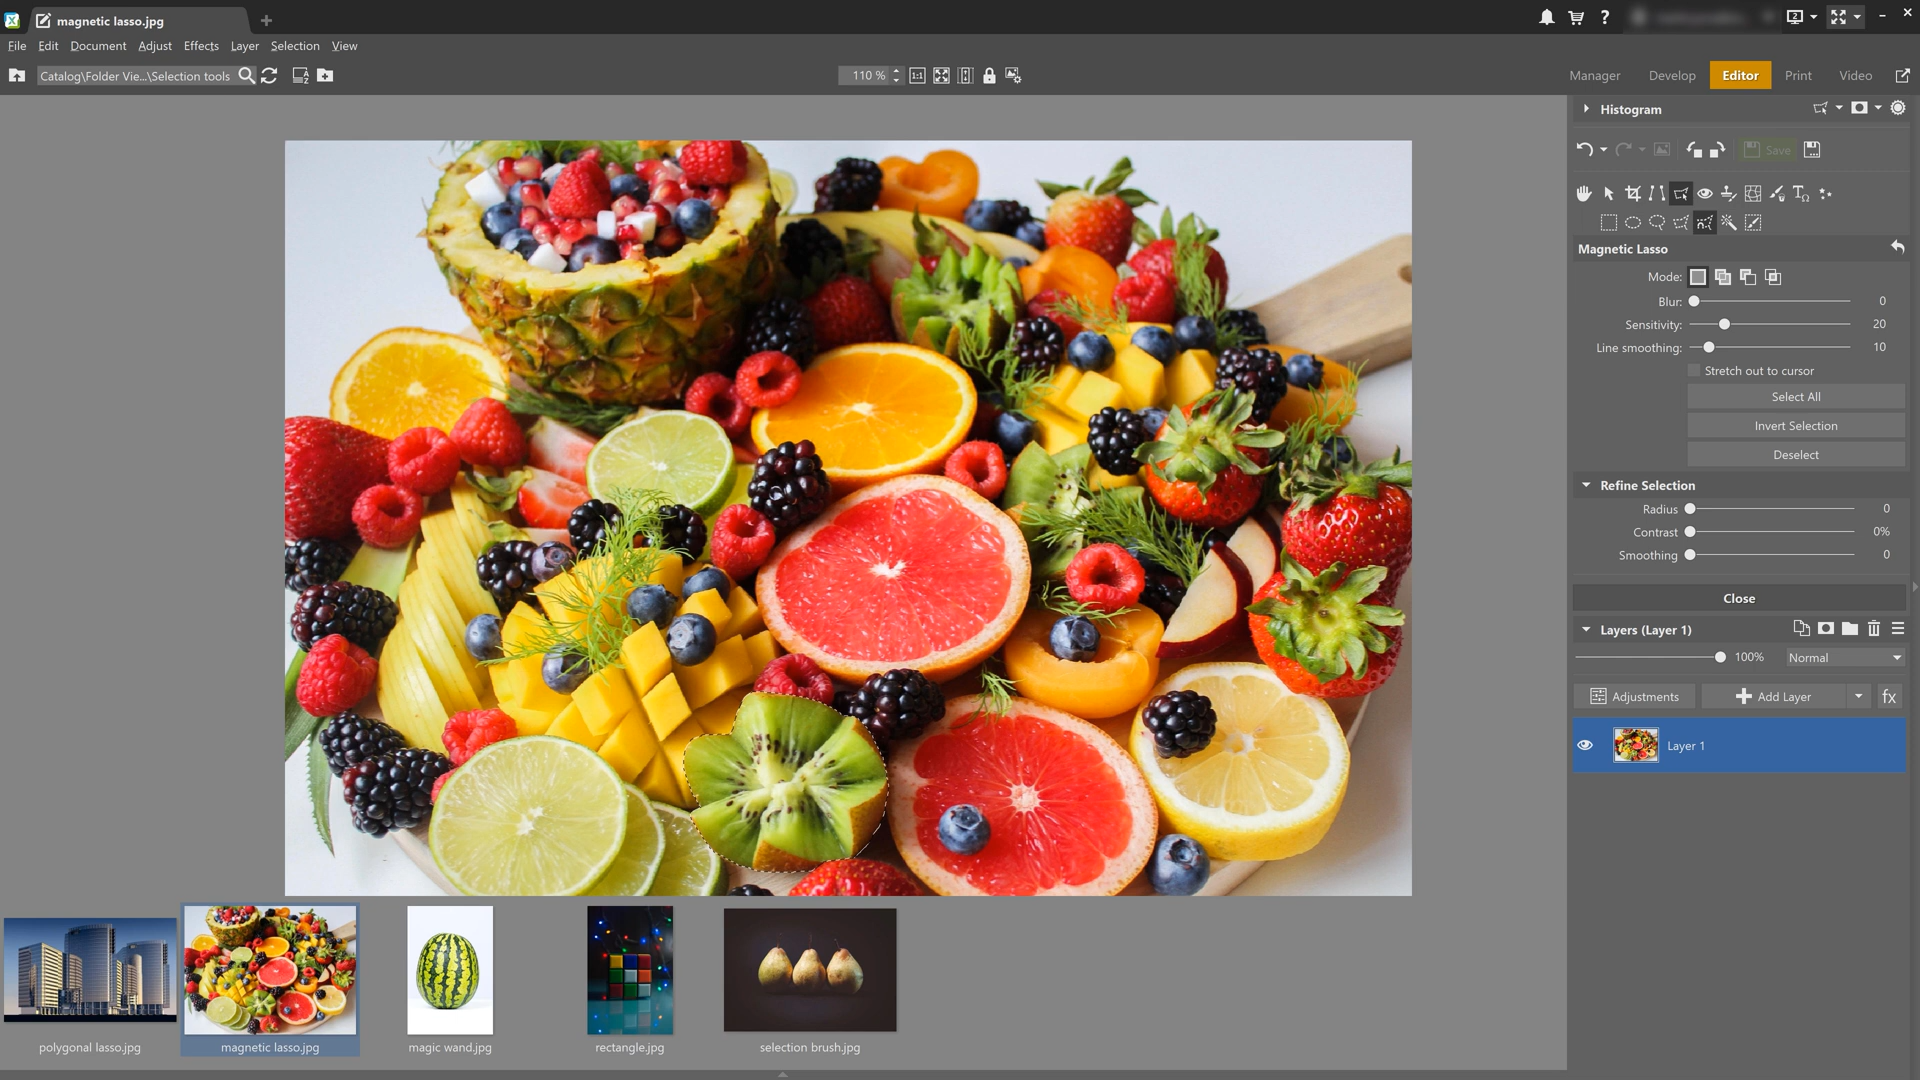 magnetic lasso.jpg
File Edit Document Adjust Effects Layer Selection View
Catalog\Folder Vie...\Selection tools
110 %
1:1
Manager Develop Editor Print Video
Histogram
Save
Magnetic Lasso
Mode:
Blur: 0
Sensitivity: 20
Line smoothing: 10
Stretch out to cursor
Select All
Invert Selection
Deselect
Refine Selection
Radius 0
Contrast 0%
Smoothing 0
Close
Layers (Layer 1)
100% Normal
Adjustments Add Layer fx
Layer 1
polygonal lasso.jpg magnetic lasso.jpg magic wand.jpg rectangle.jpg selection brush.jpg